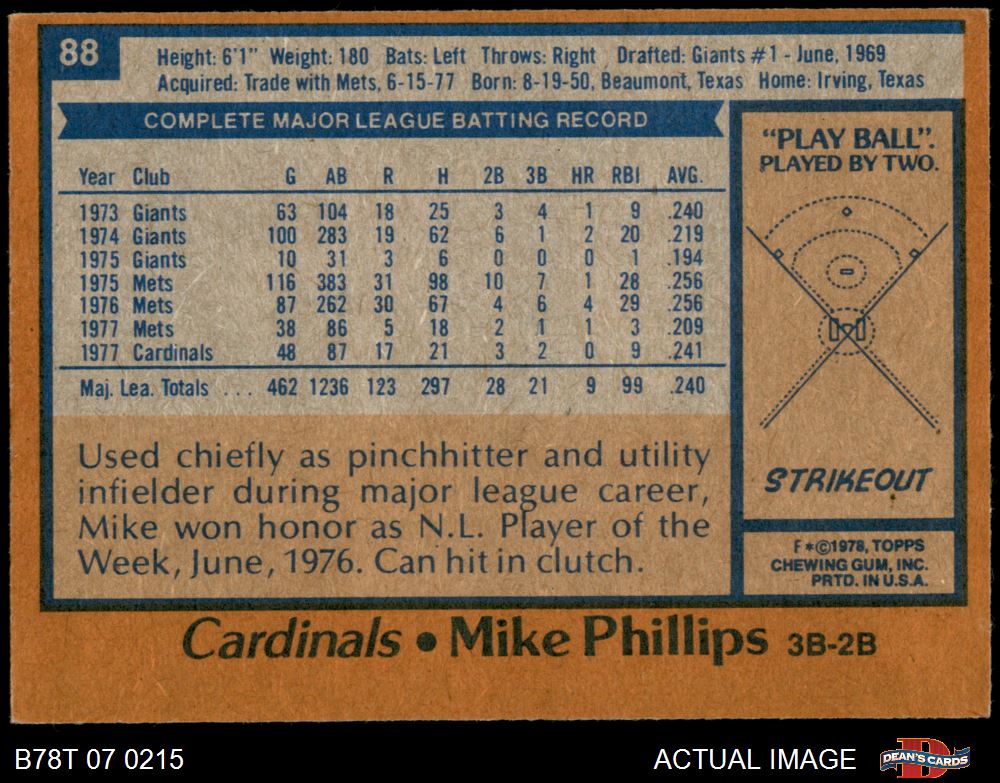 88
Height: 6'1" Weight: 180 Bats: Left Throws: Right Drafted: Giants #1 - June, 1969
Acquired: Trade with Mets, 6-15-77 Born: 8-19-50, Beaumont, Texas Home: Irving, Texas
COMPLETE MAJOR LEAGUE BATTING RECORD
Year Club G AB R H 2B 3B HR RBI AVG.
1973 Giants 63 104 18 25 3 4 1 9 .240
1974 Giants 100 283 19 62 6 1 2 20 .219
1975 Giants 10 31 3 6 0 0 0 1 .194
1975 Mets 116 383 31 98 10 7 1 28 .256
1976 Mets 87 262 30 67 4 6 4 29 .256
1977 Mets 38 86 5 18 2 1 1 3 .209
1977 Cardinals 48 87 17 21 3 2 0 9 .241
Maj. Lea. Totals . . . 462 1236 123 297 28 21 9 99 .240
Used chiefly as pinchhitter and utility
infielder during major league career,
Mike won honor as N.L. Player of the
Week, June, 1976. Can hit in clutch.
"PLAY BALL".
PLAYED BY TWO.
STRIKEOUT
F*©1978, TOPPS
CHEWING GUM, INC.
PRTD. IN U.S.A.
Cardinals • Mike Phillips 3B-2B
B78T 07 0215
ACTUAL IMAGE
D
DEAN'S CARDS